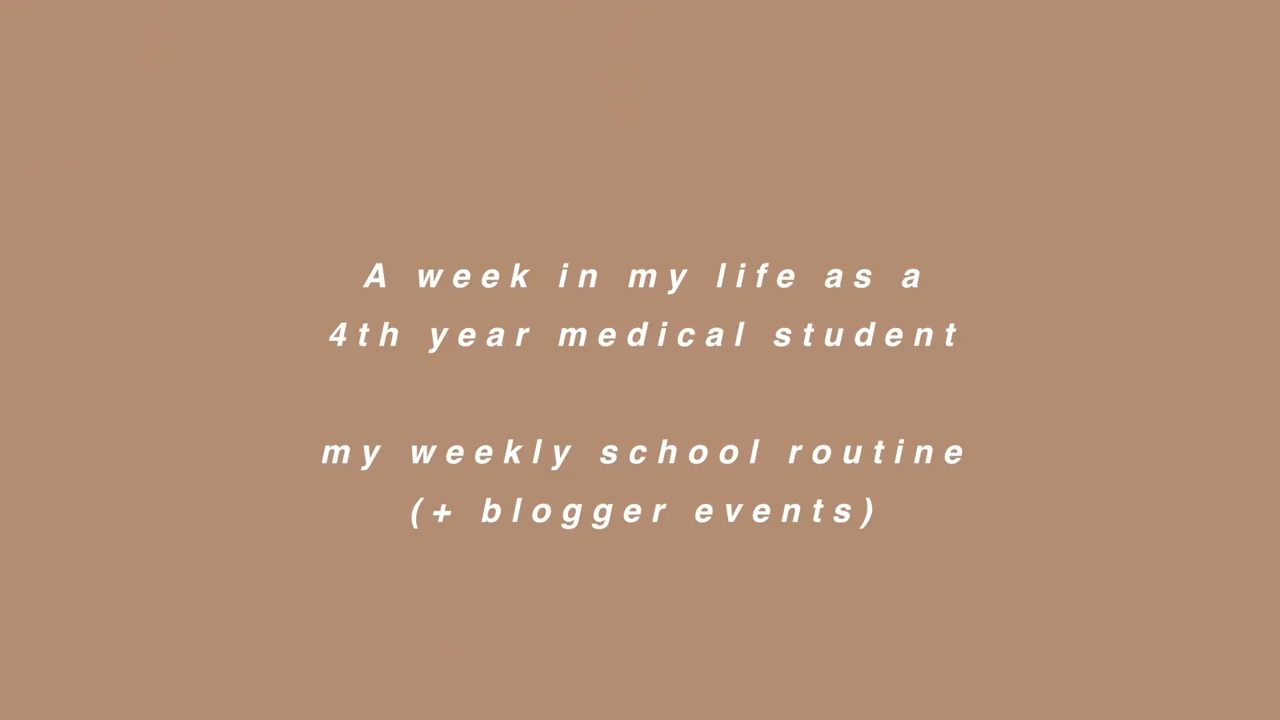 A week in my life as a
4th year medical student
my weekly school routine
(+ blogger events)